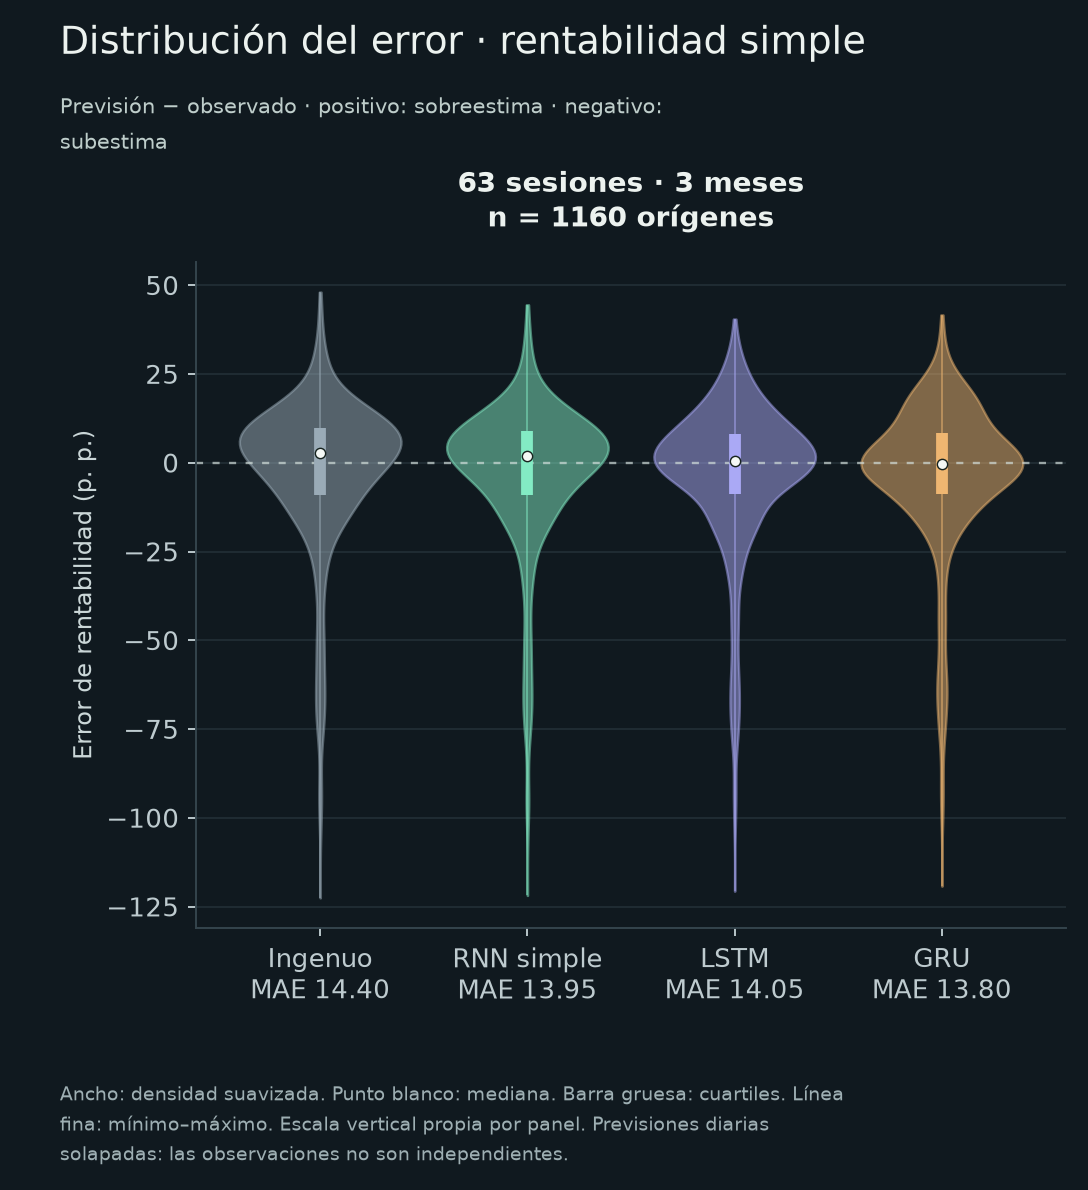 Distribución del error · rentabilidad simple
Previsión − observado · positivo: sobreestima · negativo:
subestima
63 sesiones · 3 meses
n = 1160 orígenes
Error de rentabilidad (p. p.)
50
25
0
−25
−50
−75
−100
−125
Ingenuo
MAE 14.40
RNN simple
MAE 13.95
LSTM
MAE 14.05
GRU
MAE 13.80
Ancho: densidad suavizada. Punto blanco: mediana. Barra gruesa: cuartiles. Línea
fina: mínimo–máximo. Escala vertical propia por panel. Previsiones diarias
solapadas: las observaciones no son independientes.